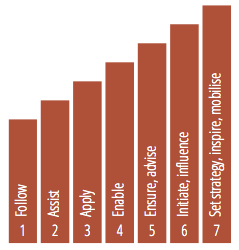 Follow
1
Assist
2
Apply
3
Enable
4
Ensure, advise
5
Initiate, influence
6
Set strategy, inspire, mobilise
7